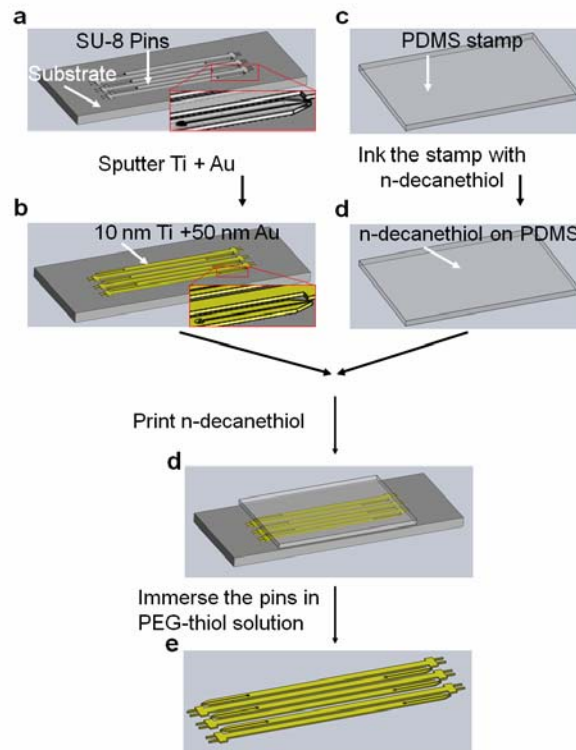 a
SU-8 Pins
Substrate
Sputter Ti + Au
b
10 nm Ti +50 nm Au
c
PDMS stamp
Ink the stamp with
n-decanethiol
d
n-decanethiol on PDMS
Print n-decanethiol
d
Immerse the pins in
PEG-thiol solution
e